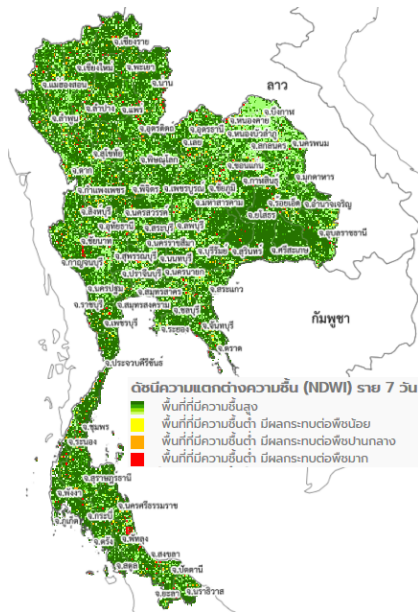 จ.เชียงราย
จ.เชียงใหม่
จ.พะเยา
จ.น่าน
จ.แม่ฮ่องสอน
ลาว
จ.ลำปาง
จ.แพร่
จ.บึงกาฬ
จ.ลำพูน
จ.หนองคาย
จ.อุตรดิตถ์
จ.อุดรธานี
จ.หนองบัวลำภู
จ.เลย
จ.สกลนคร
จ.นครพนม
จ.สุโขทัย
จ.พิษณุโลก
จ.ขอนแก่น
จ.ตาก
จ.กาฬสินธุ์
จ.มุกดาหาร
จ.กำแพงเพชร
จ.พิจิตร
จ.เพชรบูรณ์
จ.ชัยภูมิ
จ.มหาสารคาม
จ.ร้อยเอ็ด
จ.อำนาจเจริญ
จ.สิงห์บุรี
จ.นครสวรรค์
จ.ยโสธร
จ.อุทัยธานี
จ.สระบุรี
จ.ลพบุรี
จ.อุบลราชธานี
จ.ชัยนาท
จ.นครราชสีมา
จ.บุรีรัมย์
จ.สุรินทร์
จ.ศรีสะเกษ
จ.กาญจนบุรี
จ.สุพรรณบุรี
จ.นนทบุรี
จ.ปราจีนบุรี
จ.นครนายก
จ.นครปฐม
จ.สมุทรสาคร
จ.สระแก้ว
จ.ราชบุรี
จ.สมุทรสงคราม
จ.ชลบุรี
กัมพูชา
จ.เพชรบุรี
จ.ระยอง
จ.จันทบุรี
จ.ตราด
จ.ประจวบคีรีขันธ์
ดัชนีความแตกต่างความชื้น (NDWI) ราย 7 วัน
พื้นที่ที่มีความชื้นสูง
พื้นที่ที่มีความชื้นต่ำ มีผลกระทบต่อพืชน้อย
พื้นที่ที่มีความชื้นต่ำ มีผลกระทบต่อพืชปานกลาง
พื้นที่ที่มีความชื้นต่ำ มีผลกระทบต่อพืชมาก
จ.ชุมพร
จ.ระนอง
จ.สุราษฎร์ธานี
จ.พังงา
จ.นครศรีธรรมราช
จ.กระบี่
จ.ภูเก็ต
จ.ตรัง
จ.พัทลุง
จ.สงขลา
จ.สตูล
จ.ปัตตานี
จ.ยะลา
จ.นราธิวาส